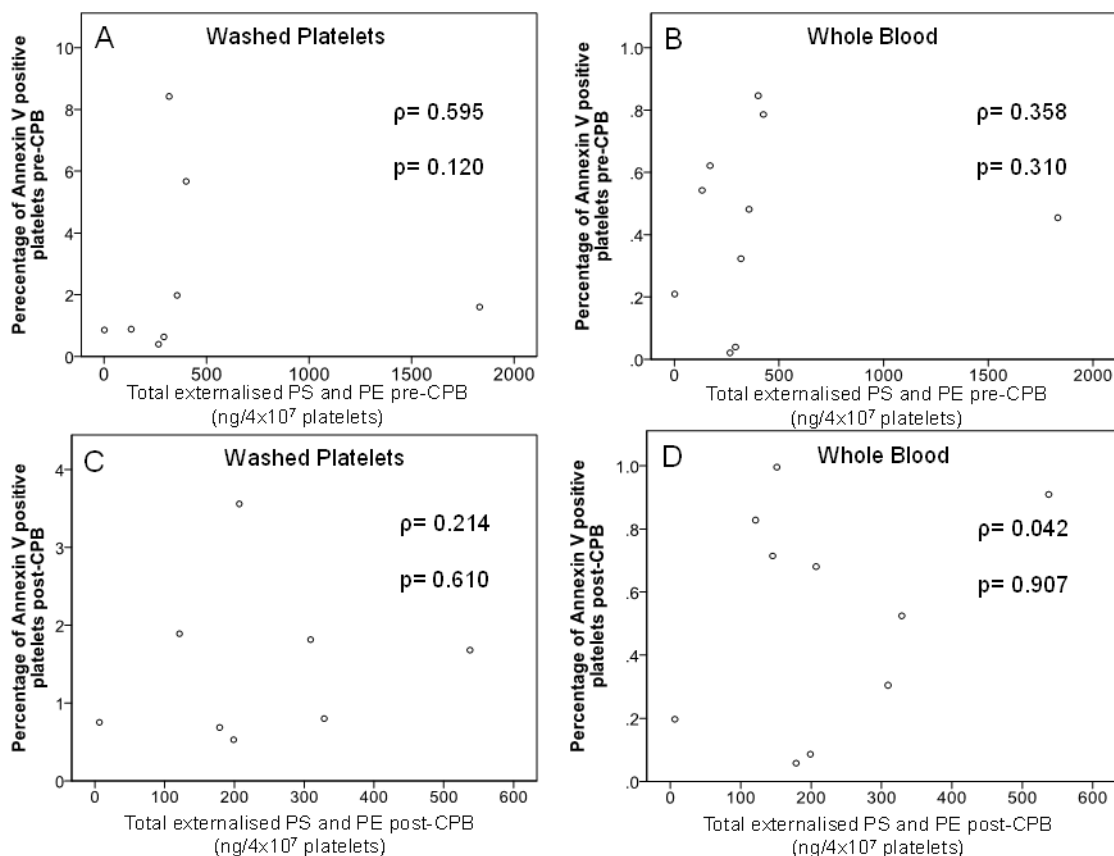 A
Washed Platelets
Perecentage of Annexin V positive
platelets pre-CPB
10
8
6
4
2
0
ρ= 0.595
p= 0.120
0 500 1000 1500 2000
Total externalised PS and PE pre-CPB
(ng/4x10⁷ platelets)
B
Whole Blood
Percentage of Annexin V positive
platelets pre-CPB
1.0
.8
.6
.4
.2
.0
ρ= 0.358
p= 0.310
0 500 1000 1500 2000
Total externalised PS and PE pre-CPB
(ng/4x10⁷ platelets)
C
Washed Platelets
Percentage of Annexin V positive
platelets post-CPB
4
3
2
1
0
ρ= 0.214
p= 0.610
0 100 200 300 400 500 600
Total externalised PS and PE post-CPB
(ng/4x10⁷ platelets)
D
Whole Blood
Percentage of Annexin V positive
platelets post-CPB
1.0
.8
.6
.4
.2
.0
ρ= 0.042
p= 0.907
0 100 200 300 400 500 600
Total externalised PS and PE post-CPB
(ng/4x10⁷ platelets)